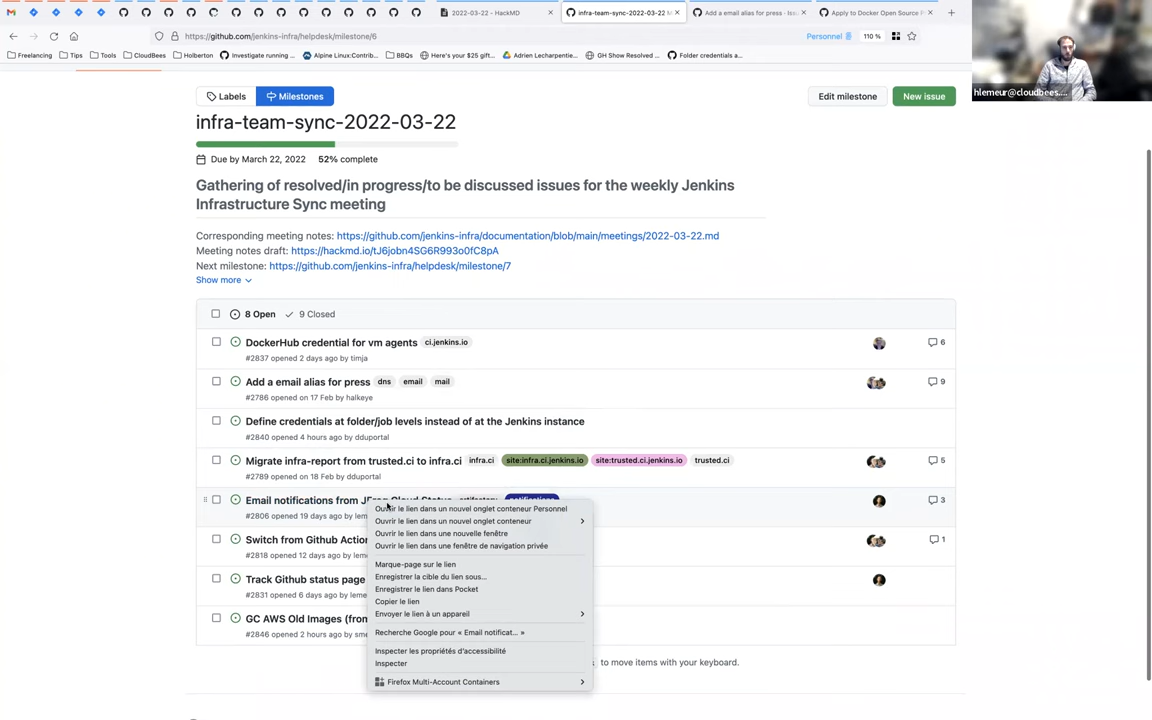 2022-03-22 - HackMD
infra-team-sync-2022-03-22
Add a email alias for press - Iss
Apply to Docker Open Source P
https://github.com/jenkins-infra/helpdesk/milestone/6
Personnel
110 %
Freelancing
Tips
Tools
CloudBees
Holberton
Investigate running ...
Alpine Linux:Contrib...
BBQs
Here's your $25 gift...
Adrien Lecharpentie...
GH Show Resolved ...
Folder credentials a...
hlemeur@cloudbees....
Labels
Milestones
Edit milestone
New issue
infra-team-sync-2022-03-22
Due by March 22, 2022 52% complete
Gathering of resolved/in progress/to be discussed issues for the weekly Jenkins
Infrastructure Sync meeting
Corresponding meeting notes: https://github.com/jenkins-infra/documentation/blob/main/meetings/2022-03-22.md
Meeting notes draft: https://hackmd.io/tJ6jobn4SG6R993o0fC8pA
Next milestone: https://github.com/jenkins-infra/helpdesk/milestone/7
Show more
8 Open 9 Closed
DockerHub credential for vm agents ci.jenkins.io 6
#2837 opened 2 days ago by timja
Add a email alias for press dns email mail 9
#2786 opened on 17 Feb by halkeye
Define credentials at folder/job levels instead of at the Jenkins instance
#2840 opened 4 hours ago by dduportal
Migrate infra-report from trusted.ci to infra.ci infra.ci site:infra.ci.jenkins.io site:trusted.ci.jenkins.io trusted.ci 5
#2789 opened on 18 Feb by dduportal
Email notifications from JFrog Cloud Status artifactory notifications 3
#2806 opened 19 days ago by lem
Switch from Github Action 1
#2818 opened 12 days ago by lem
Track Github status page
#2831 opened 6 days ago by leme
GC AWS Old Images (from
#2846 opened 2 hours ago by sme
Ouvrir le lien dans un nouvel onglet conteneur Personnel
Ouvrir le lien dans un nouvel onglet conteneur
Ouvrir le lien dans une nouvelle fenêtre
Ouvrir le lien dans une fenêtre de navigation privée
Marque-page sur le lien
Enregistrer la cible du lien sous...
Enregistrer le lien dans Pocket
Copier le lien
Envoyer le lien à un appareil
Recherche Google pour « Email notificat... »
Inspecter les propriétés d'accessibilité
Inspecter
Firefox Multi-Account Containers
to move items with your keyboard.